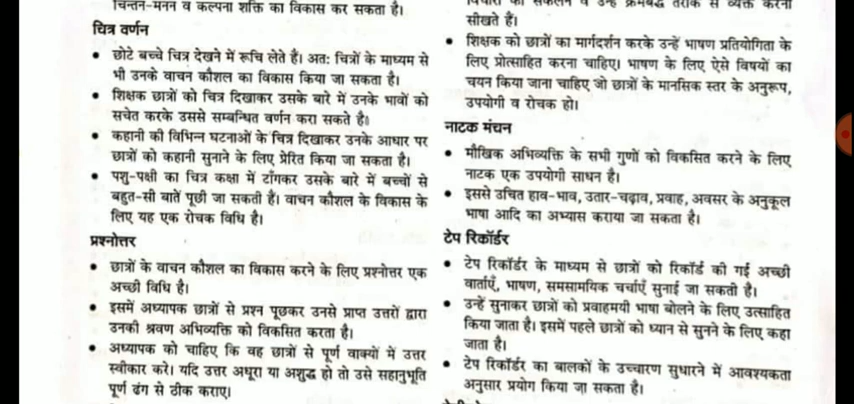 चिन्तन-मनन व कल्पना शक्ति का विकास कर सकता है।
चित्र वर्णन
• छोटे बच्चे चित्र देखने में रूचि लेते हैं। अत: चित्रों के माध्यम से
भी उनके वाचन कौशल का विकास किया जा सकता है।
• शिक्षक छात्रों को चित्र दिखाकर उसके बारे में उनके भावों को
सचेत करके उससे सम्बन्धित वर्णन करा सकते है।
• कहानी की विभिन्न घटनाओं के चित्र दिखाकर उनके आधार पर
छात्रों को कहानी सुनाने के लिए प्रेरित किया जा सकता है।
• पशु-पक्षी का चित्र कक्षा में टाँगकर उसके बारे में बच्चों से
बहुत-सी बातें पूछी जा सकती हैं। वाचन कौशल के विकास के
लिए यह एक रोचक विधि है।
प्रश्नोत्तर
• छात्रों के वाचन कौशल का विकास करने के लिए प्रश्नोत्तर एक
अच्छी विधि है।
• इसमें अध्यापक छात्रों से प्रश्न पूछकर उनसे प्राप्त उत्तरों द्वारा
उनकी श्रवण अभिव्यक्ति को विकसित करता है।
• अध्यापक को चाहिए कि वह छात्रों से पूर्ण वाक्यों में उत्तर
स्वीकार करे। यदि उत्तर अधूरा या अशुद्ध हो तो उसे सहानुभूति
पूर्ण ढंग से ठीक कराए।
सीखते हैं।
• शिक्षक को छात्रों का मार्गदर्शन करके उन्हें भाषण प्रतियोगिता के
लिए प्रोत्साहित करना चाहिए। भाषण के लिए ऐसे विषयों का
चयन किया जाना चाहिए जो छात्रों के मानसिक स्तर के अनुरूप,
उपयोगी व रोचक हो।
नाटक मंचन
• मौखिक अभिव्यक्ति के सभी गुणों को विकसित करने के लिए
नाटक एक उपयोगी साधन है।
• इससे उचित हाव-भाव, उतार-चढ़ाव, प्रवाह, अवसर के अनुकूल
भाषा आदि का अभ्यास कराया जा सकता है।
टेप रिकॉर्डर
• टेप रिकॉर्डर के माध्यम से छात्रों को रिकॉर्ड की गई अच्छी
वार्ताएँ, भाषण, समसामयिक चर्चाएँ सुनाई जा सकती है।
• उन्हें सुनाकर छात्रों को प्रवाहमयी भाषा बोलने के लिए उत्साहित
किया जाता है। इसमें पहले छात्रों को ध्यान से सुनने के लिए कहा
जाता है।
• टेप रिकॉर्डर का बालकों के उच्चारण सुधारने में आवश्यकता
अनुसार प्रयोग किया जा सकता है।